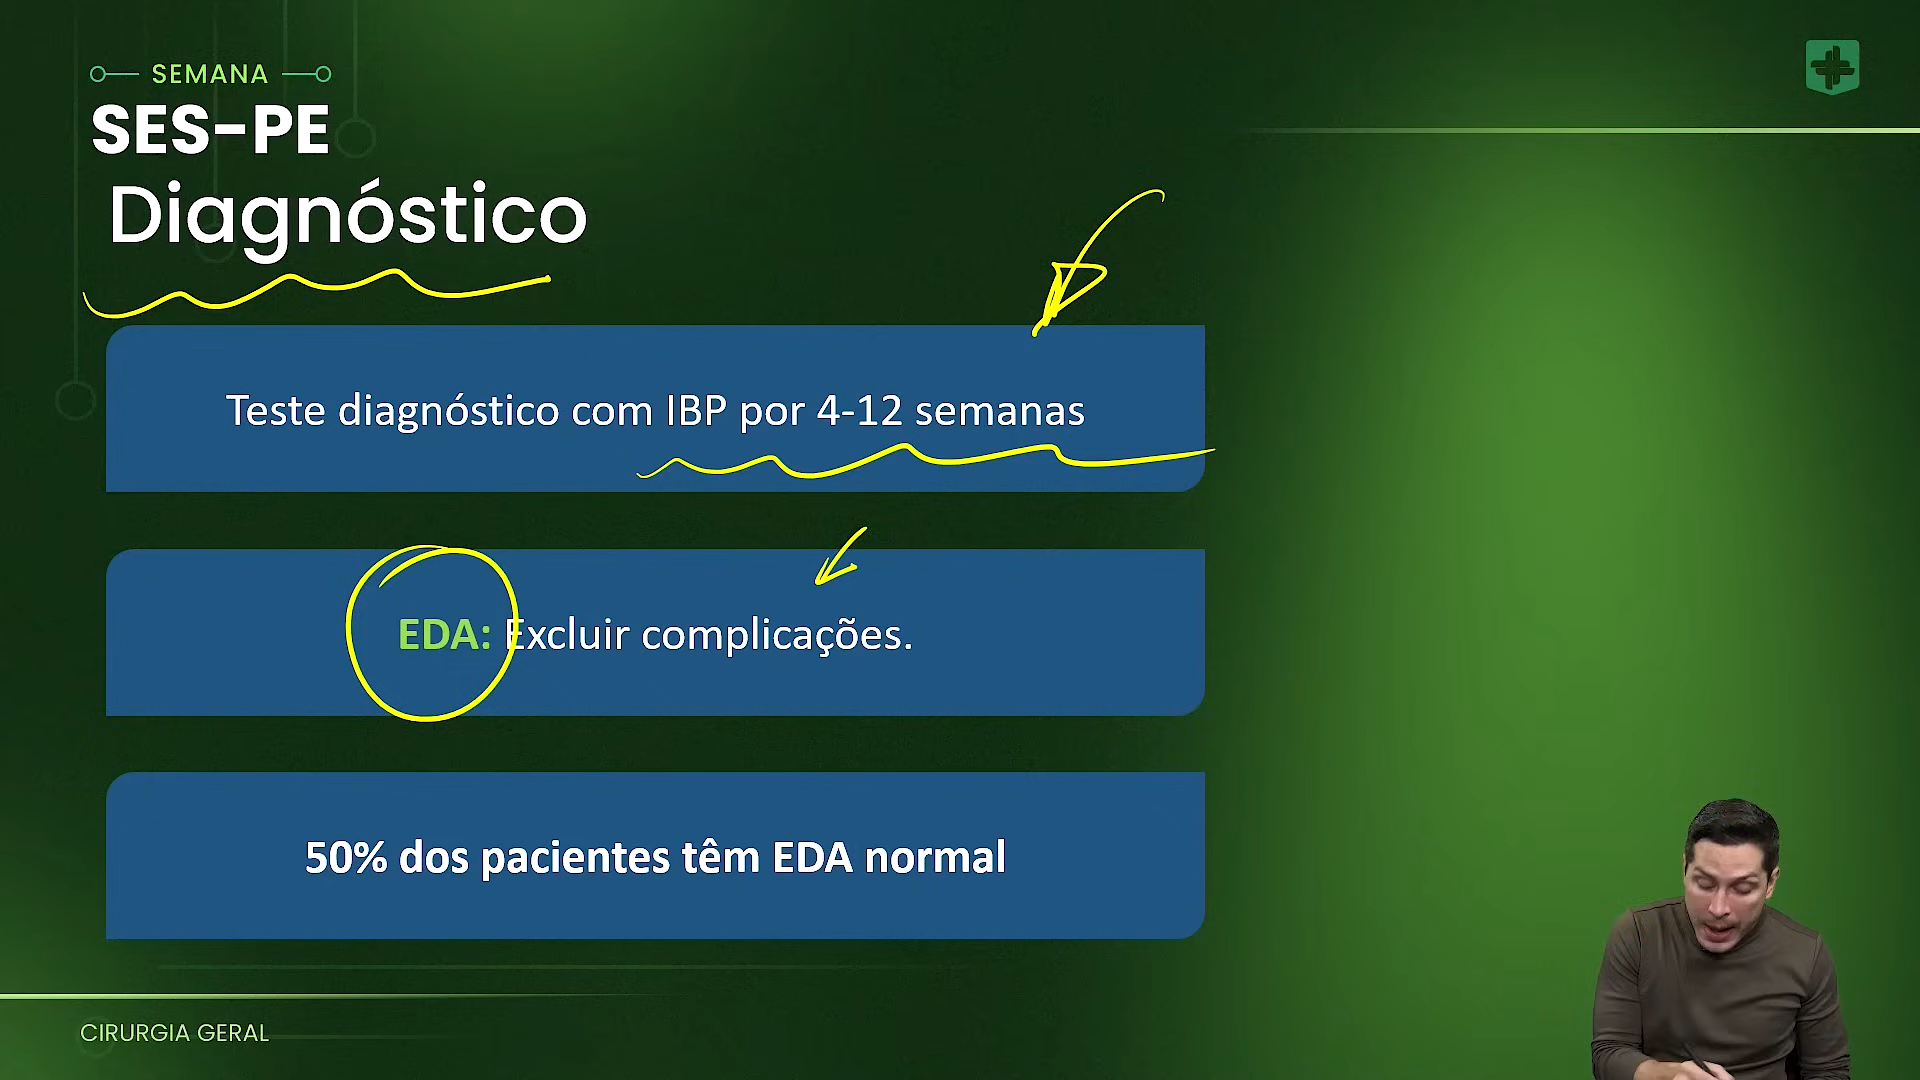 SEMANA
SES-PE
Diagnóstico
Teste diagnóstico com IBP por 4-12 semanas
EDA: Excluir complicações.
50% dos pacientes têm EDA normal
CIRURGIA GERAL